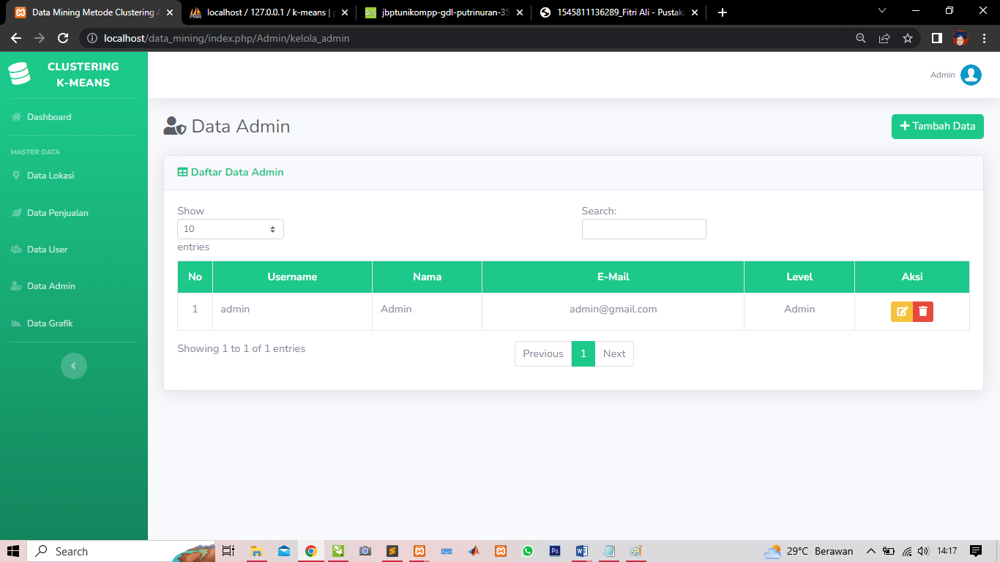 Data Mining Metode Clustering A
localhost / 127.0.0.1 / k-means | p
jbptunikompp-gdl-putrinuran-35
1545811136289_Fitri Ali - Pustaka
localhost/data_mining/index.php/Admin/kelola_admin
CLUSTERING
K-MEANS
Admin
Dashboard
MASTER DATA
Data Lokasi
Data Penjualan
Data User
Data Admin
Data Grafik
Data Admin
Tambah Data
Daftar Data Admin
Show
10
entries
Search:
No Username Nama E-Mail Level Aksi
1 admin Admin admin@gmail.com Admin
Showing 1 to 1 of 1 entries
Previous 1 Next
Search
29°C Berawan
14:17